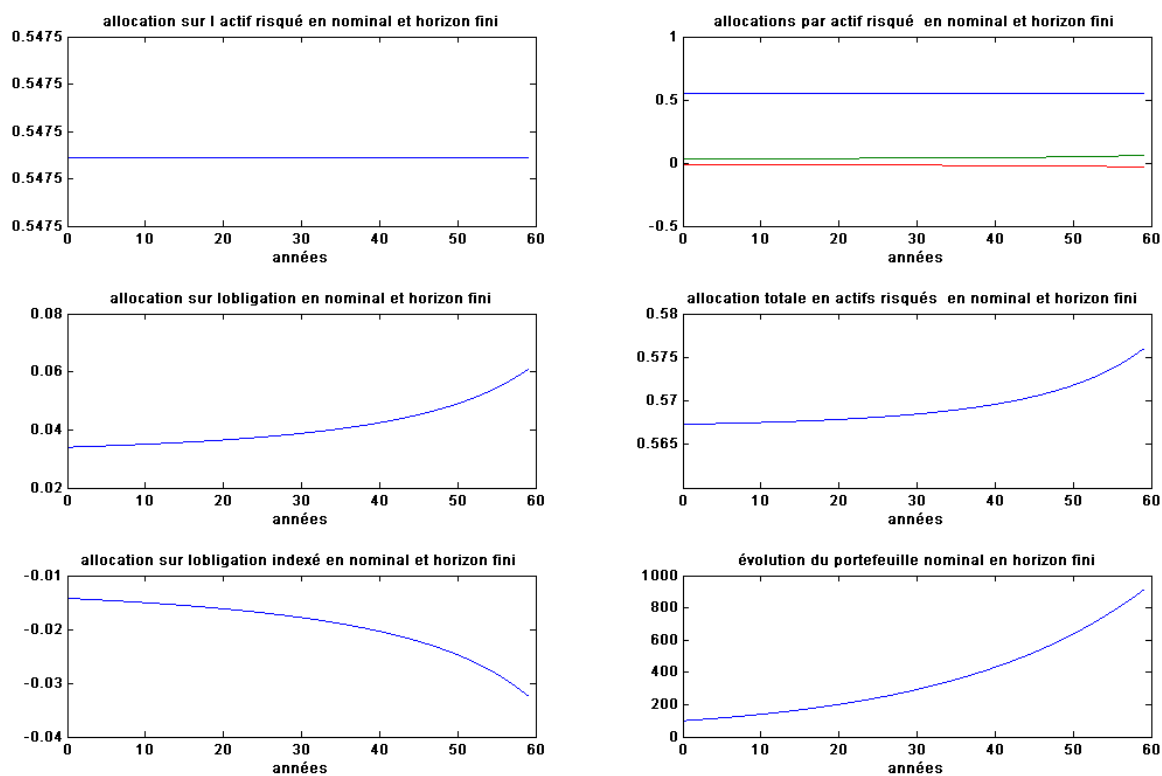 allocation sur l actif risqué en nominal et horizon fini
0.5475
0.5475
0.5475
0.5475
0.5475
0 10 20 30 40 50 60
années
allocations par actif risqué en nominal et horizon fini
1
0.5
0
-0.5
0 10 20 30 40 50 60
années
allocation sur lobligation en nominal et horizon fini
0.08
0.06
0.04
0.02
0 10 20 30 40 50 60
années
allocation totale en actifs risqués en nominal et horizon fini
0.58
0.575
0.57
0.565
0 10 20 30 40 50 60
années
allocation sur lobligation indexé en nominal et horizon fini
-0.01
-0.02
-0.03
-0.04
0 10 20 30 40 50 60
années
évolution du portefeuille nominal en horizon fini
1000
800
600
400
200
0
0 10 20 30 40 50 60
années